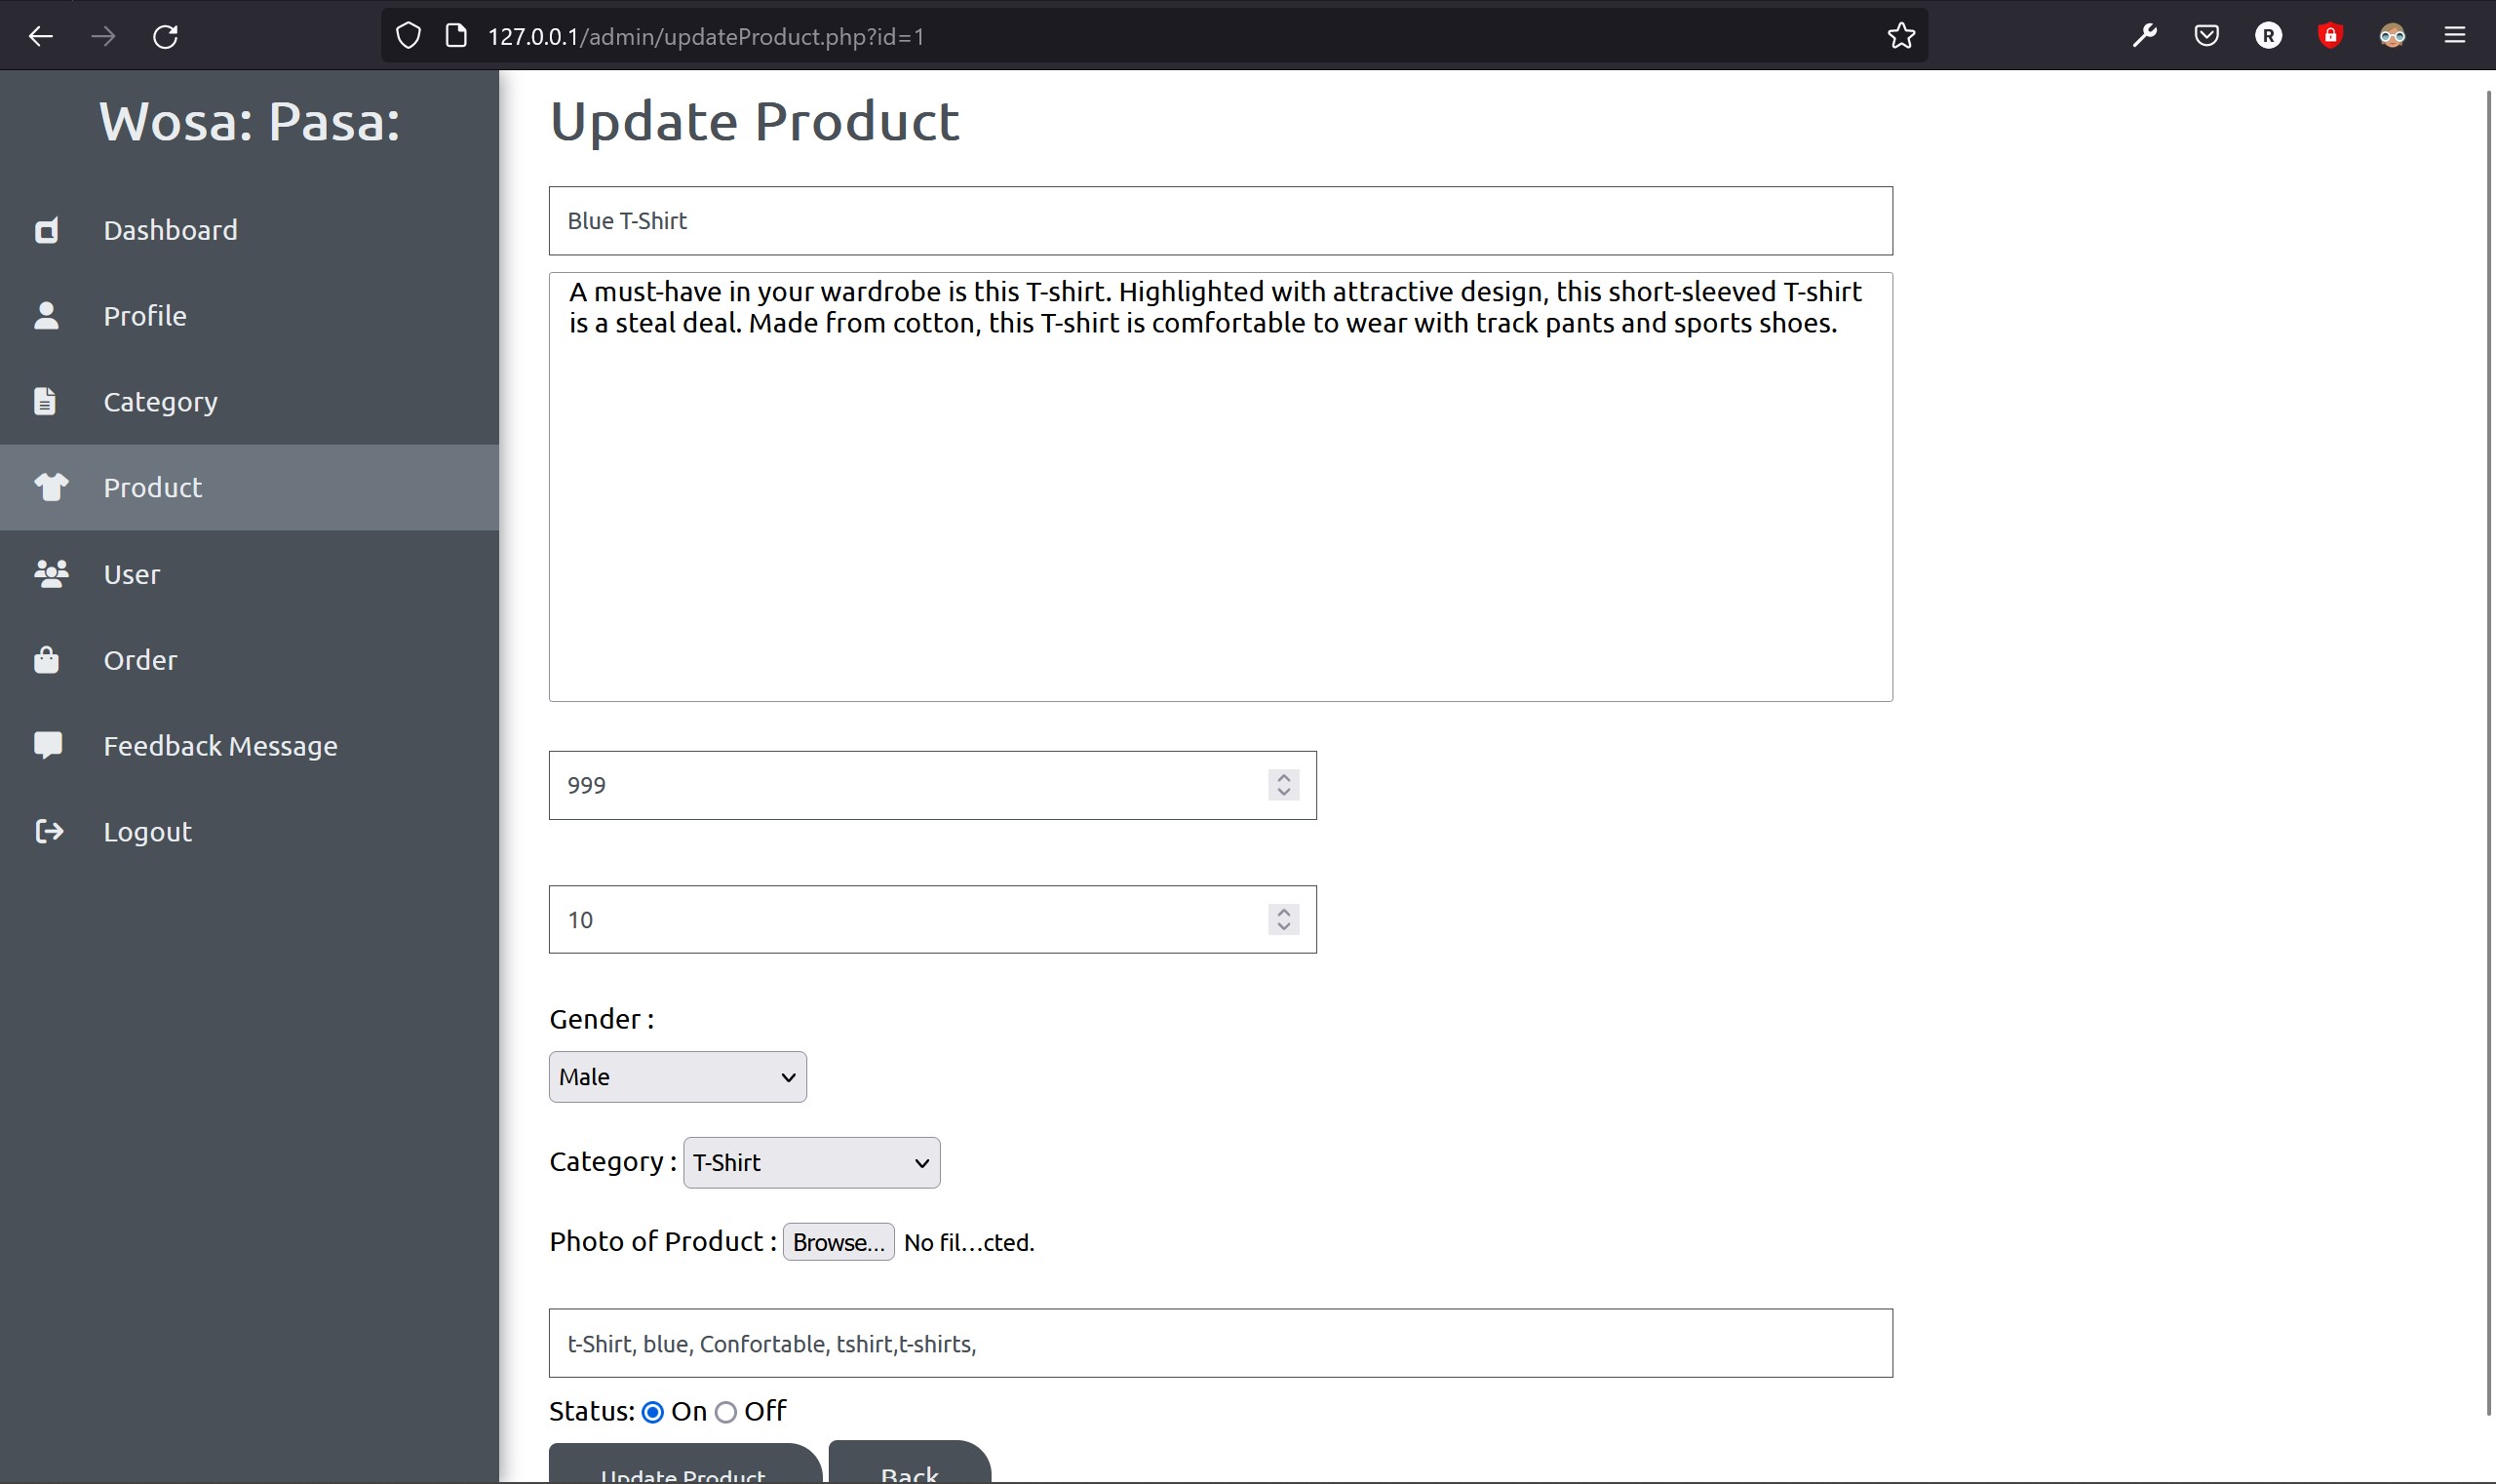 127.0.0.1/admin/updateProduct.php?id=1
R
Wosa: Pasa:
Dashboard
Profile
Category
Product
User
Order
Feedback Message
Logout
Update Product
Blue T-Shirt
A must-have in your wardrobe is this T-shirt. Highlighted with attractive design, this short-sleeved T-shirt
is a steal deal. Made from cotton, this T-shirt is comfortable to wear with track pants and sports shoes.
999
10
Gender :
Male
Category : T-Shirt
Photo of Product : Browse... No fil...cted.
t-Shirt, blue, Confortable, tshirt,t-shirts,
Status: On Off
Update Product Back